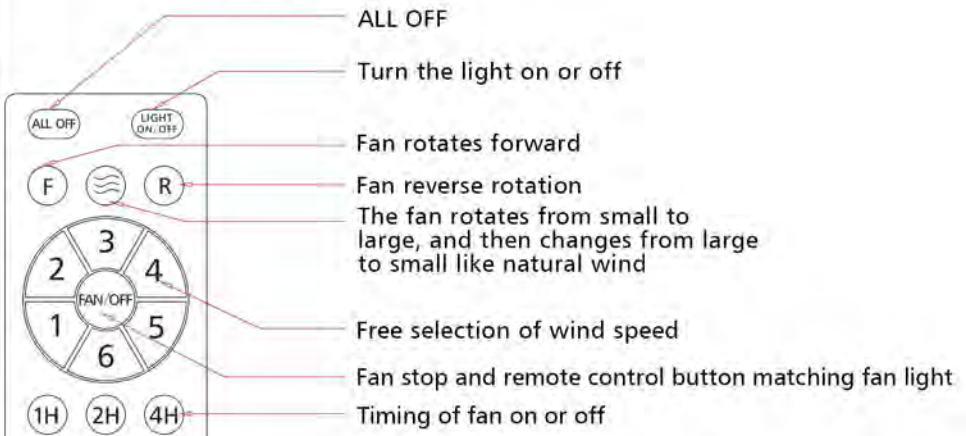 ALL OFF
Turn the light on or off
ALL OFF
LIGHT
ON/OFF
Fan rotates forward
F
R
Fan reverse rotation
The fan rotates from small to
large, and then changes from large
to small like natural wind
3
2
4
FAN/OFF
1
5
6
Free selection of wind speed
Fan stop and remote control button matching fan light
1H
2H
4H
Timing of fan on or off